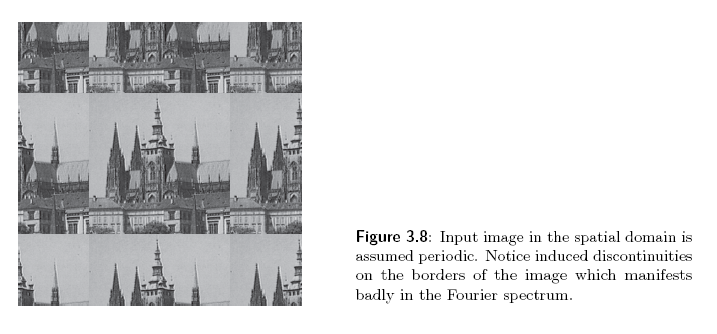 Figure 3.8: Input image in the spatial domain is
assumed periodic. Notice induced discontinuities
on the borders of the image which manifests
badly in the Fourier spectrum.